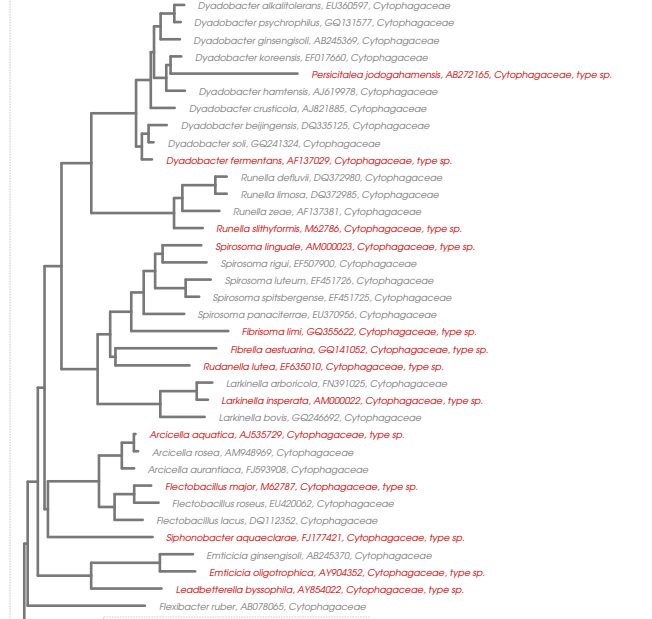 Dyadobacter alkalitolerans, EU360597, Cytophagaceae
Dyadobacter psychrophilus, GQ131577, Cytophagaceae
Dyadobacter ginsengisoli, AB245369, Cytophagaceae
Dyadobacter koreensis, EF017660, Cytophagaceae
Persicitalea jodogahamensis, AB272165, Cytophagaceae, type sp.
Dyadobacter hamtensis, AJ619978, Cytophagaceae
Dyadobacter crusticola, AJ821885, Cytophagaceae
Dyadobacter beijingensis, DQ335125, Cytophagaceae
Dyadobacter soli, GQ241324, Cytophagaceae
Dyadobacter fermentans, AF137029, Cytophagaceae, type sp.
Runella defluvii, DQ372980, Cytophagaceae
Runella limosa, DQ372985, Cytophagaceae
Runella zeae, AF137381, Cytophagaceae
Runella slithyformis, M62786, Cytophagaceae, type sp.
Spirosoma linguale, AM000023, Cytophagaceae, type sp.
Spirosoma rigui, EF507900, Cytophagaceae
Spirosoma luteum, EF451726, Cytophagaceae
Spirosoma spitsbergense, EF451725, Cytophagaceae
Spirosoma panaciterrae, EU370956, Cytophagaceae
Fibrisoma limi, GQ355622, Cytophagaceae, type sp.
Fibrella aestuarina, GQ141052, Cytophagaceae, type sp.
Rudanella lutea, EF635010, Cytophagaceae, type sp.
Larkinella arboricola, FN391025, Cytophagaceae
Larkinella insperata, AM000022, Cytophagaceae, type sp.
Larkinella bovis, GQ246692, Cytophagaceae
Arcicella aquatica, AJ535729, Cytophagaceae, type sp.
Arcicella rosea, AM948969, Cytophagaceae
Arcicella aurantiaca, FJ593908, Cytophagaceae
Flectobacillus major, M62787, Cytophagaceae, type sp.
Flectobacillus roseus, EU420062, Cytophagaceae
Flectobacillus lacus, DQ112352, Cytophagaceae
Siphonobacter aquaeclarae, FJ177421, Cytophagaceae, type sp.
Emticicia ginsengisoli, AB245370, Cytophagaceae
Emticicia oligotrophica, AY904352, Cytophagaceae, type sp.
Leadbetterella byssophila, AY854022, Cytophagaceae, type sp.
Flexibacter ruber, AB078065, Cytophagaceae